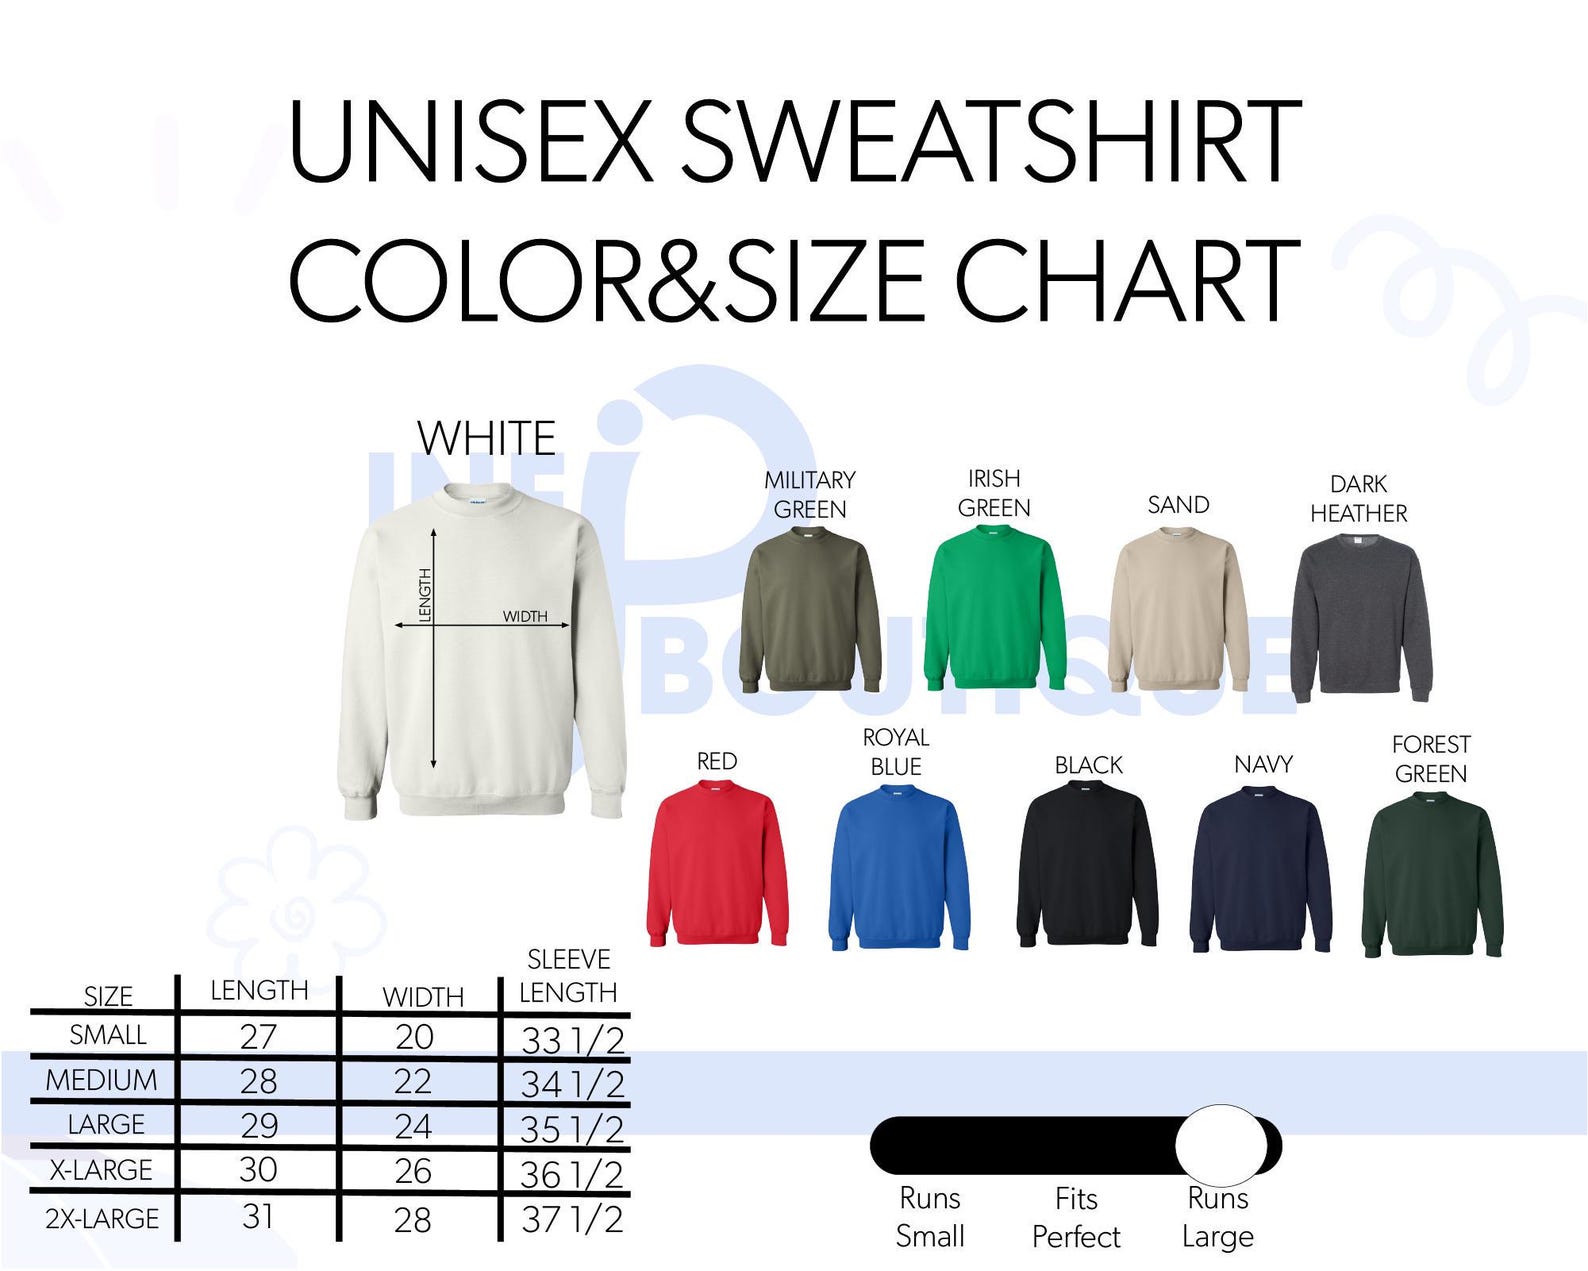 UNISEX SWEATSHIRT
COLOR&SIZE CHART
WHITE
LENGTH
WIDTH
MILITARY
GREEN
IRISH
GREEN
SAND
DARK
HEATHER
RED
ROYAL
BLUE
BLACK
NAVY
FOREST
GREEN
BOUTIQUE
SIZE LENGTH WIDTH SLEEVE LENGTH
SMALL 27 20 33 1/2
MEDIUM 28 22 34 1/2
LARGE 29 24 35 1/2
X-LARGE 30 26 36 1/2
2X-LARGE 31 28 37 1/2
Runs
Small
Fits
Perfect
Runs
Large